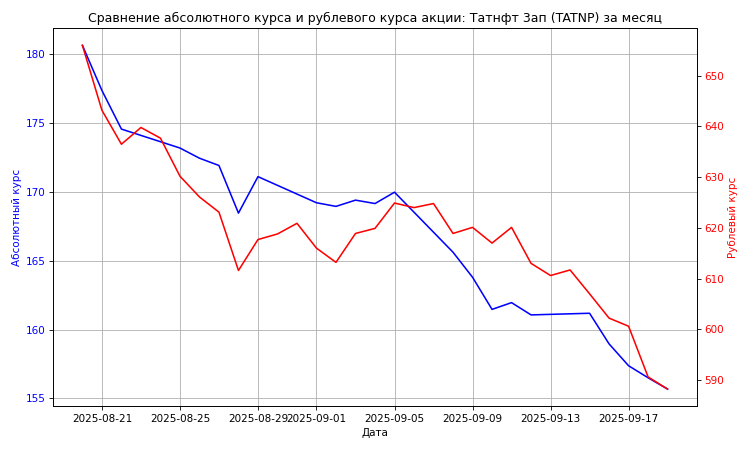 Сравнение абсолютного курса и рублевого курса акции: Татнфт 3ап (TATNP) за месяц
Абсолютный курс
180
175
170
165
160
155
650
640
630
620
610
600
590
Рублевый курс
2025-08-21 2025-08-25 2025-08-29 2025-09-01 2025-09-05 2025-09-09 2025-09-13 2025-09-17
Дата